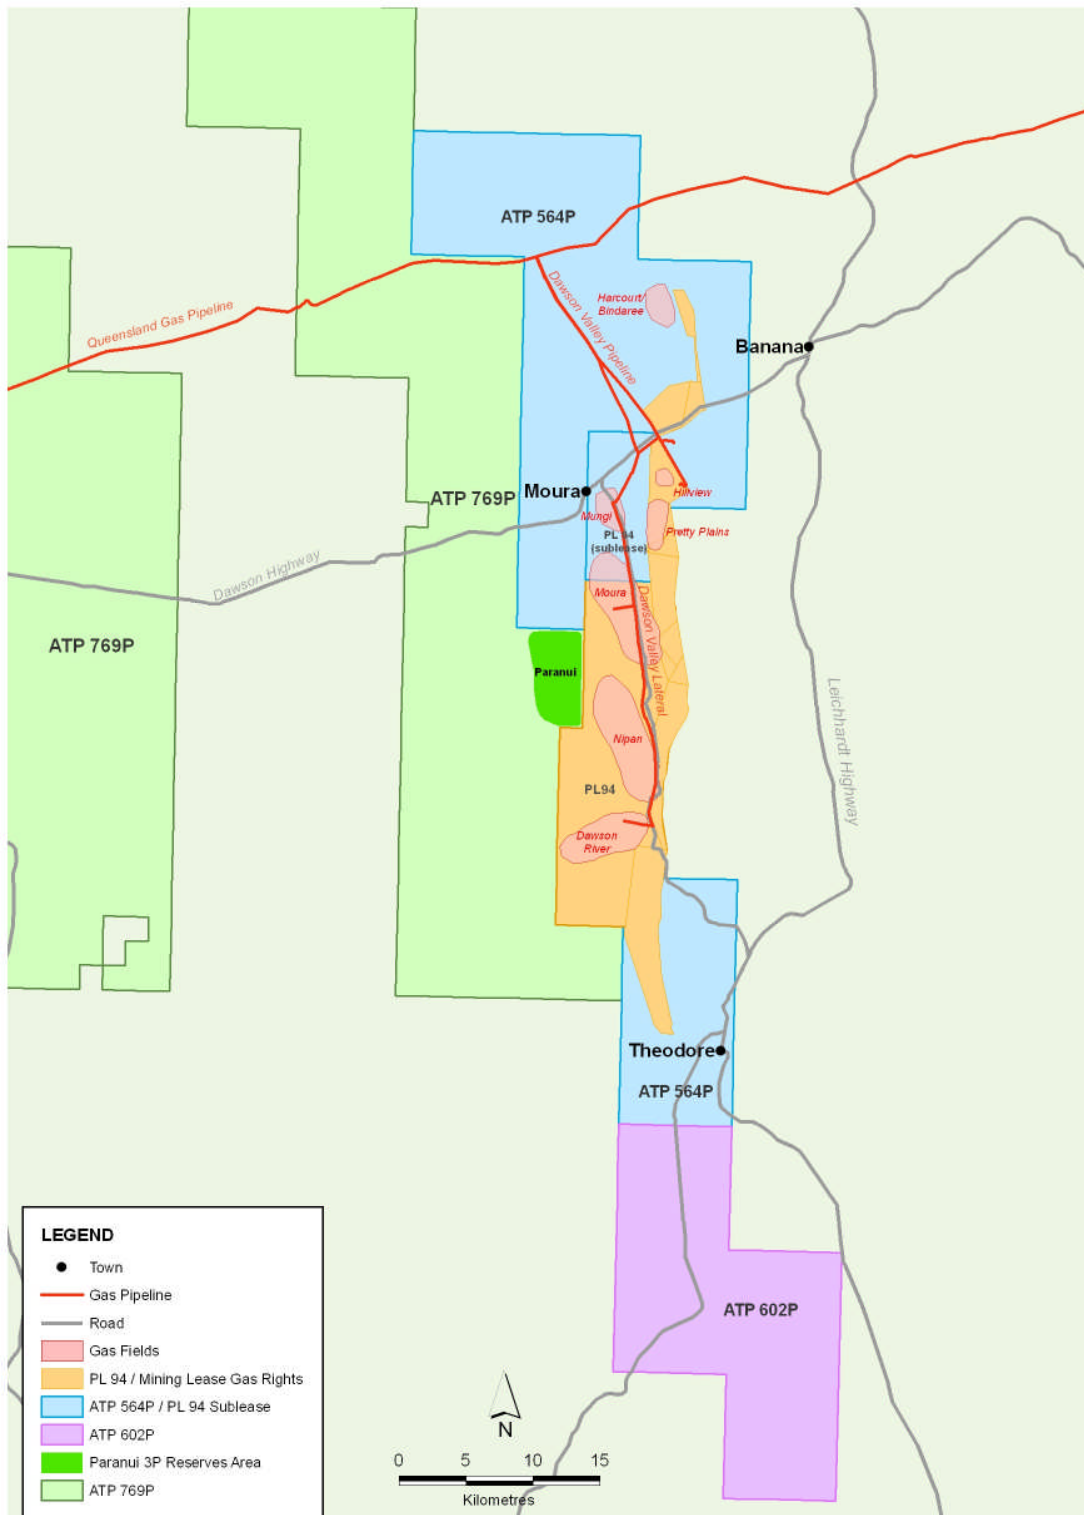 ATP 564P
Dawson Valley Pipeline
Harcourt/
Bindaree
Queensland Gas Pipeline
Banana
Moura
ATP 769P
Hillview
Mungi
Pretty Plains
PL 94
(sublease)
Dawson Highway
Moura
Dawson Valley Lateral
ATP 769P
Paranui
Leichhardt Highway
Nipan
PL94
Dawson
River
Theodore
ATP 564P
ATP 602P
LEGEND
Town
Gas Pipeline
Road
Gas Fields
PL 94 / Mining Lease Gas Rights
ATP 564P / PL 94 Sublease
ATP 602P
Paranui 3P Reserves Area
ATP 769P
N
0 5 10 15
Kilometres